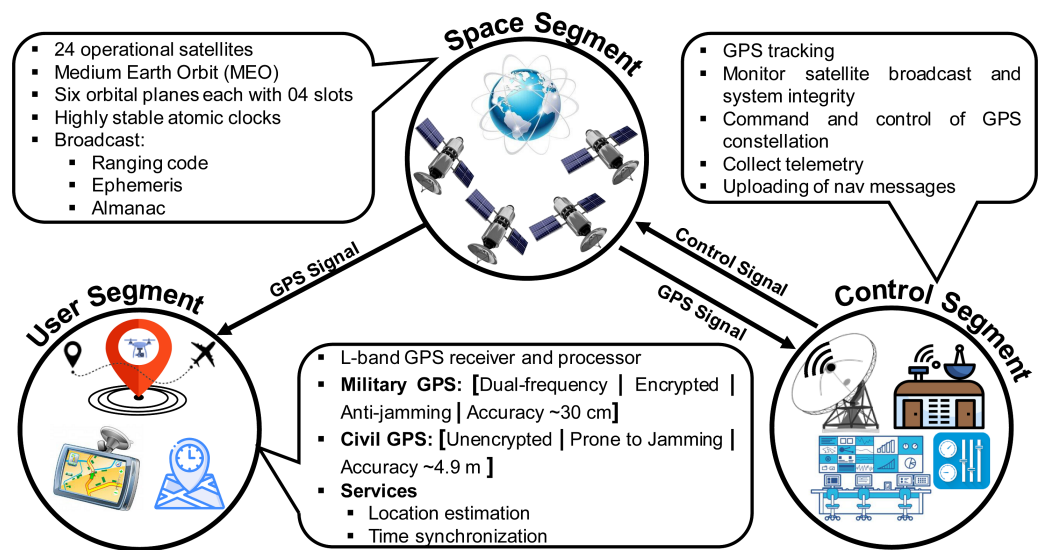 Space Segment
▪ 24 operational satellites
▪ Medium Earth Orbit (MEO)
▪ Six orbital planes each with 04 slots
▪ Highly stable atomic clocks
▪ Broadcast:
▪ Ranging code
▪ Ephemeris
▪ Almanac
▪ GPS tracking
▪ Monitor satellite broadcast and
system integrity
▪ Command and control of GPS
constellation
▪ Collect telemetry
▪ Uploading of nav messages
GPS Signal
Control Signal
GPS Signal
User Segment
Control Segment
▪ L-band GPS receiver and processor
▪ Military GPS: [Dual-frequency | Encrypted |
Anti-jamming | Accuracy ~30 cm]
▪ Civil GPS: [Unencrypted | Prone to Jamming |
Accuracy ~4.9 m ]
▪ Services
▪ Location estimation
▪ Time synchronization